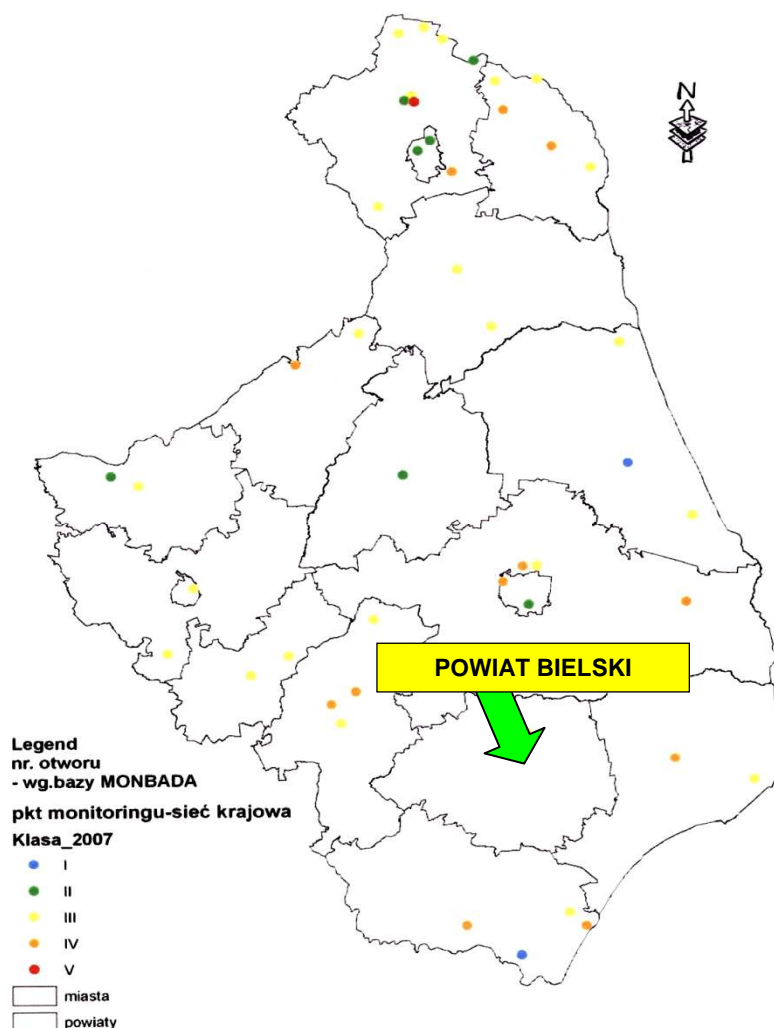 N
POWIAT BIELSKI
Legend
nr. otworu
- wg.bazy MONBADA
pkt monitoringu-sieć krajowa
Klasa_2007
I
II
III
IV
V
miasta
powiaty